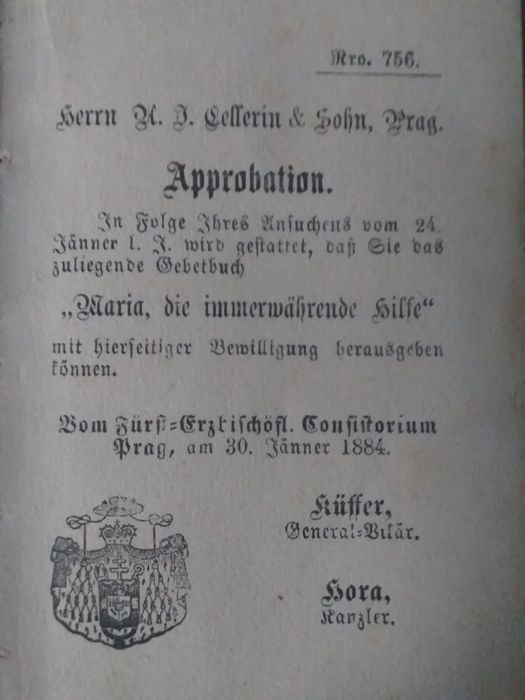 Nro. 756.
Herrn A. J. Cellerin & Sohn, Prag.
Approbation.
In Folge Ihres Ansuchens vom 24.
Jänner l. J. wird gestattet, daß Sie das
zuliegende Gebetbuch
„Maria, die immerwährende Hilfe“
mit hierseitiger Bewilligung herausgeben
können.
Vom Fürst=Erzbischöfl. Consistorium
Prag, am 30. Jänner 1884.
Küffer,
General=Vikär.
Hora,
Kanzler.